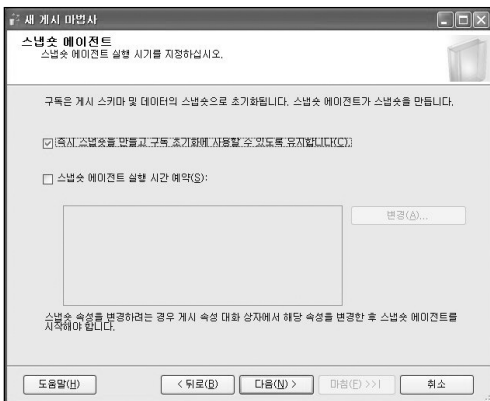 새 게시 마법사
스냅숏 에이전트
스냅숏 에이전트 실행 시기를 지정하십시오.
구독은 게시 스키마 및 데이터의 스냅숏으로 초기화됩니다. 스냅숏 에이전트가 스냅숏을 만듭니다.
즉시 스냅숏을 만들고 구독 초기화에 사용할 수 있도록 유지합니다(C).
스냅숏 에이전트 실행 시간 예약(S):
변경(A)...
스냅숏 속성을 변경하려는 경우 게시 속성 대화 상자에서 해당 속성을 변경한 후 스냅숏 에이전트를
시작해야 합니다.
도움말(H) < 뒤로(B) 다음(N) > 마침(F) >>| 취소